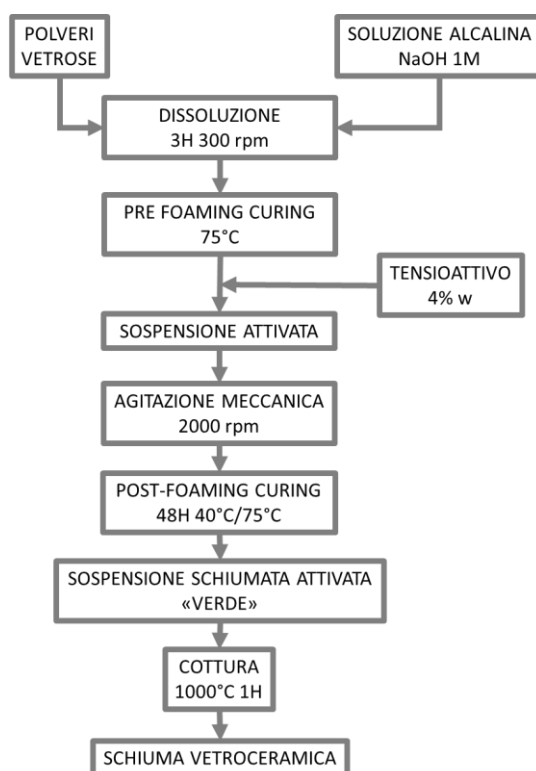 POLVERI
VETROSE
SOLUZIONE ALCALINA
NaOH 1M
DISSOLUZIONE
3H 300 rpm
PRE FOAMING CURING
75°C
TENSIOATTIVO
4% w
SOSPENSIONE ATTIVATA
AGITAZIONE MECCANICA
2000 rpm
POST-FOAMING CURING
48H 40°C/75°C
SOSPENSIONE SCHIUMATA ATTIVATA
«VERDE»
COTTURA
1000°C 1H
SCHIUMA VETROCERAMICA